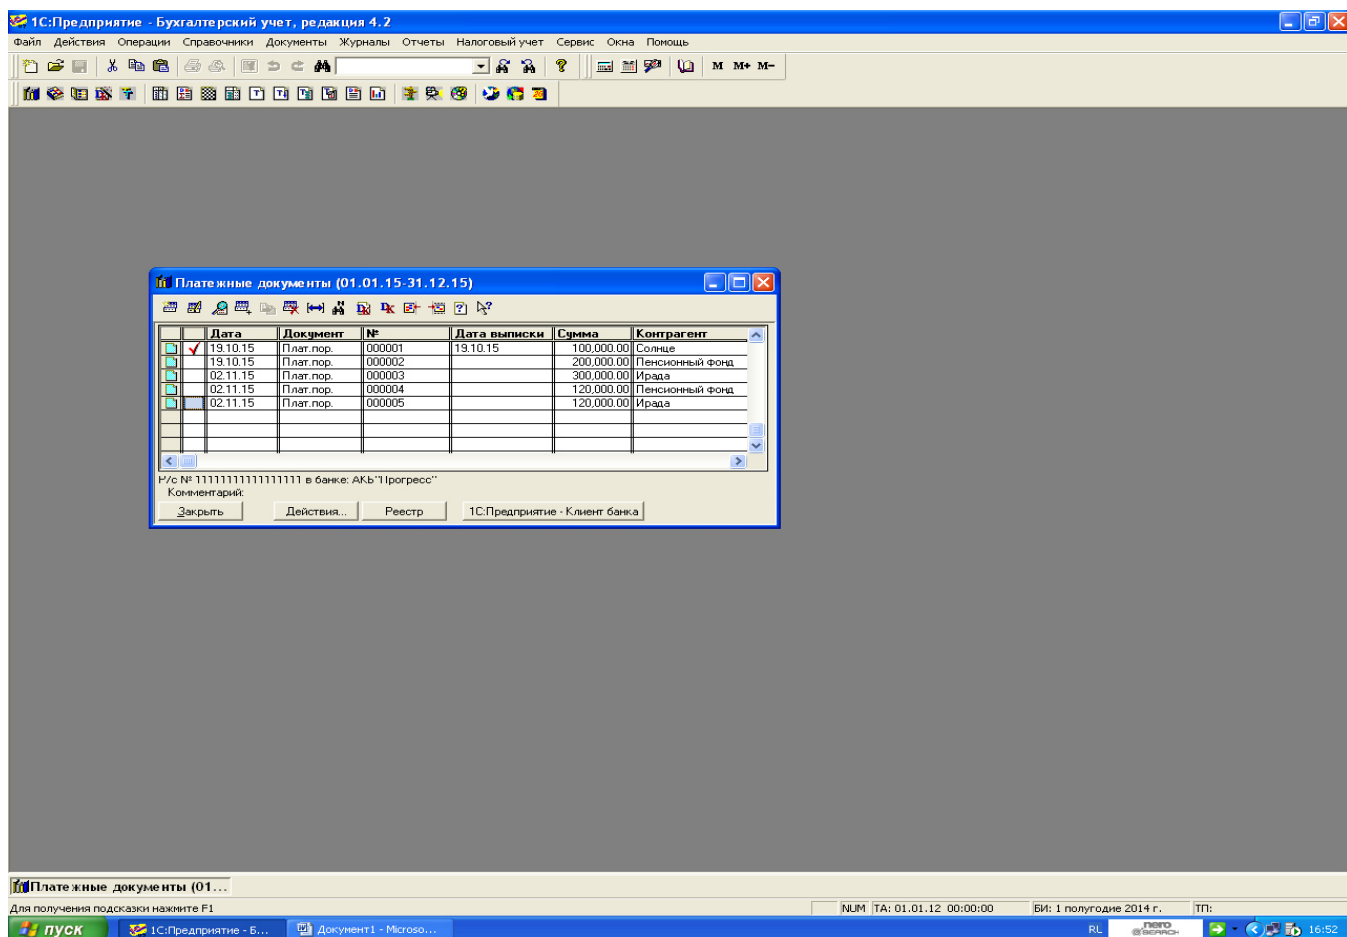 1С:Предприятие - Бухгалтерский учет, редакция 4.2
Файл Действия Операции Справочники Документы Журналы Отчеты Налоговый учет Сервис Окна Помощь
M M+ M-
Платежные документы (01.01.15-31.12.15)
Дата Документ № Дата выписки Сумма Контрагент
19.10.15 Плат.пор. 000001 19.10.15 100,000.00 Солнце
19.10.15 Плат.пор. 000002 200,000.00 Пенсионный фонд
02.11.15 Плат.пор. 000003 300,000.00 Ирада
02.11.15 Плат.пор. 000004 120,000.00 Пенсионный фонд
02.11.15 Плат.пор. 000005 120,000.00 Ирада
Р/с № 11111111111111111 в банке: АКБ"Прогресс"
Комментарий:
Закрыть Действия... Реестр 1С:Предприятие - Клиент банка
Платежные документы (01...
Для получения подсказки нажмите F1 NUM ТА: 01.01.12 00:00:00 БИ: 1 полугодие 2014 г. ТП:
пуск 1С:Предприятие - Б... Документ1 - Microso... RL nero SEARCH 16:52